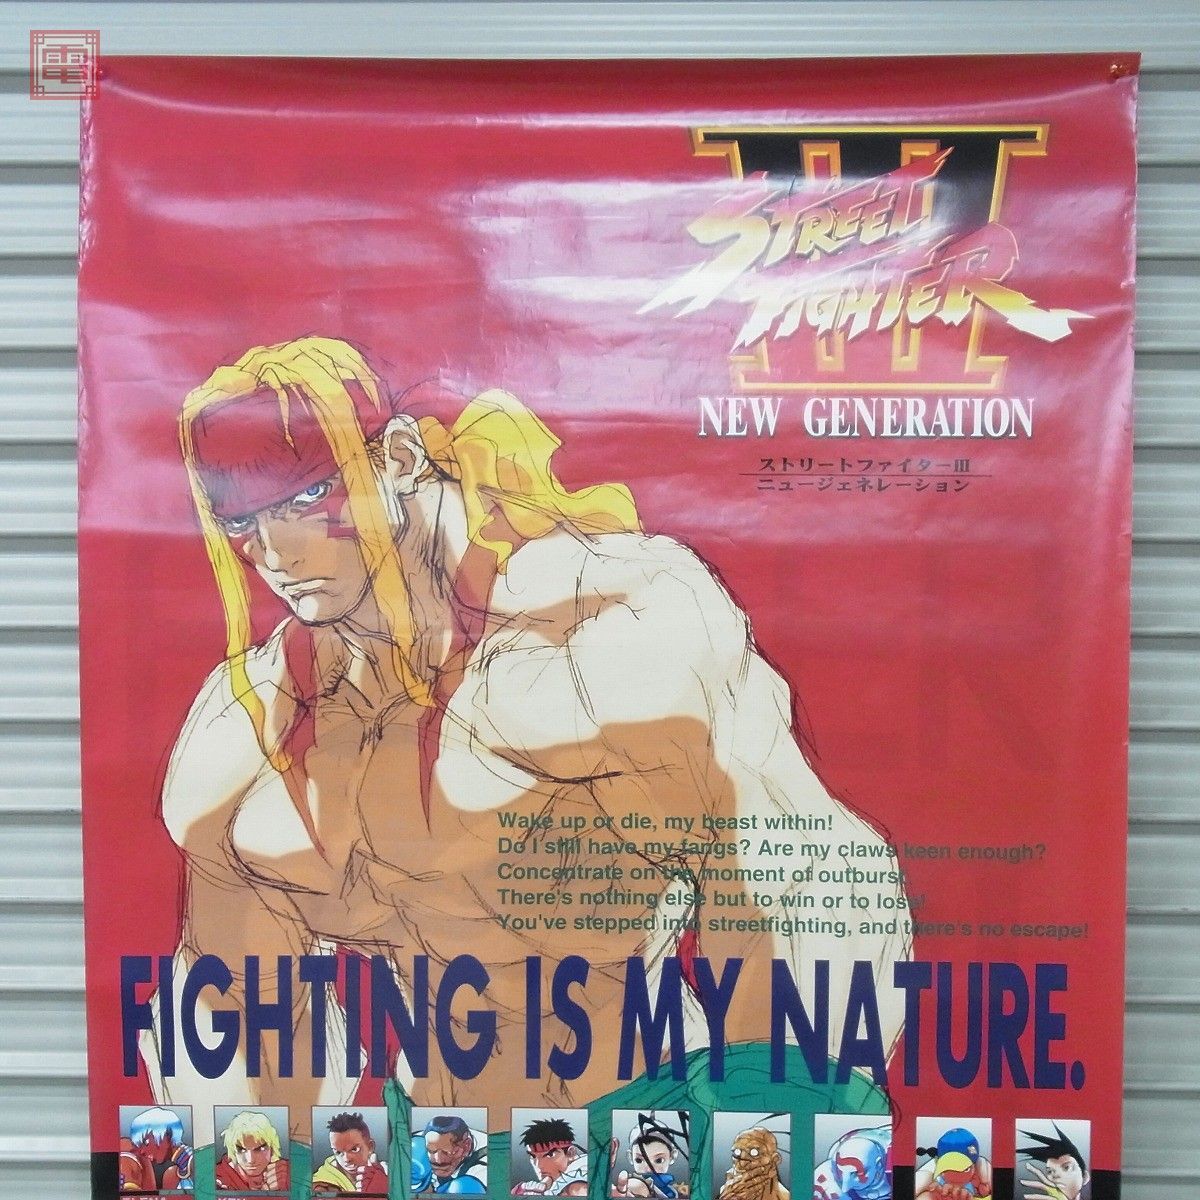 電
III
STREET
FIGHTER
NEW GENERATION
ストリートファイターIII
ニュージェネレーション
Wake up or die, my beast within!
Do I still have my fangs? Are my claws keen enough?
Concentrate on the moment of outburst.
There's nothing else but to win or to lose!
You've stepped into streetfighting, and there's no escape!
FIGHTING IS MY NATURE.
ELENA KEN